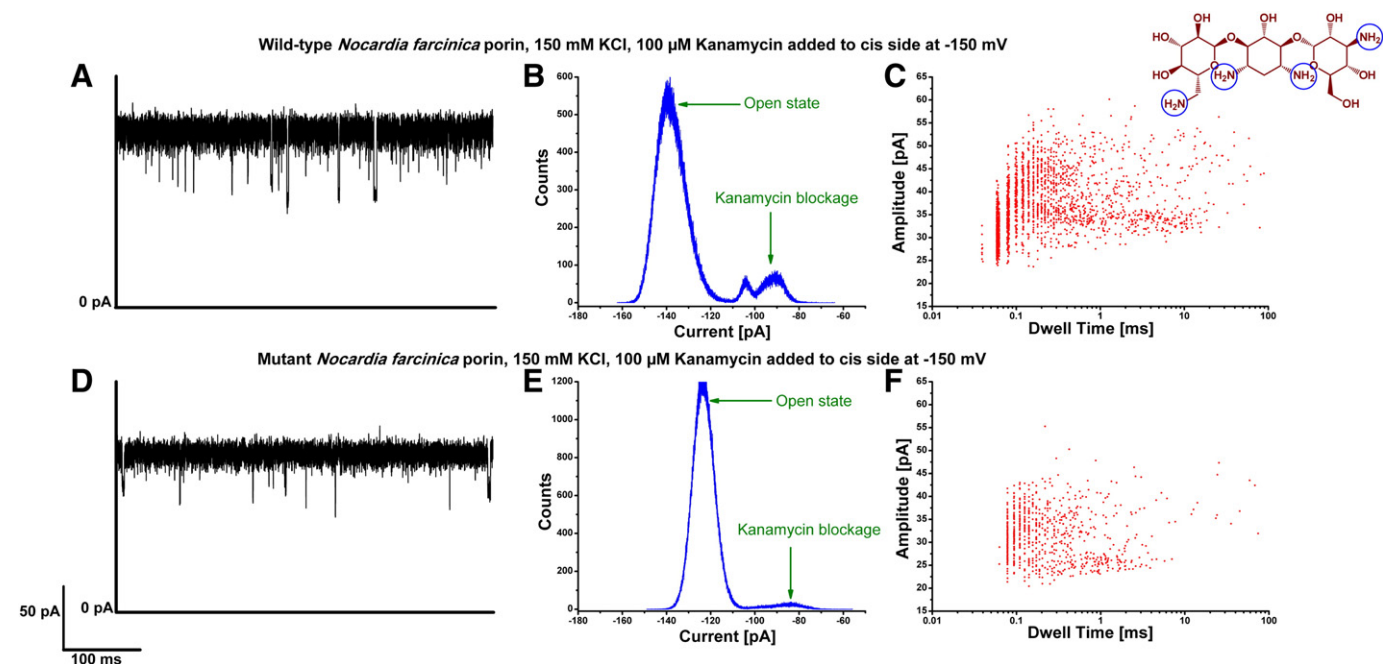 Wild-type Nocardia farcinica porin, 150 mM KCl, 100 µM Kanamycin added to cis side at -150 mV
A
0 pA
B
600
500
400
300
200
100
0
Counts
Open state
Kanamycin blockage
-180 -160 -140 -120 -100 -80 -60
Current [pA]
C
65
60
55
50
45
40
35
30
25
20
15
Amplitude [pA]
0.01 0.1 1 10 100
Dwell Time [ms]
OH OH OH
HO O O NH₂
HO O H₂N NH₂ O OH
H₂N OH
Mutant Nocardia farcinica porin, 150 mM KCl, 100 µM Kanamycin added to cis side at -150 mV
D
0 pA
50 pA
100 ms
E
1200
1000
800
600
400
200
0
Counts
Open state
Kanamycin blockage
-180 -160 -140 -120 -100 -80 -60
Current [pA]
F
65
60
55
50
45
40
35
30
25
20
15
Amplitude [pA]
0.01 0.1 1 10 100
Dwell Time [ms]